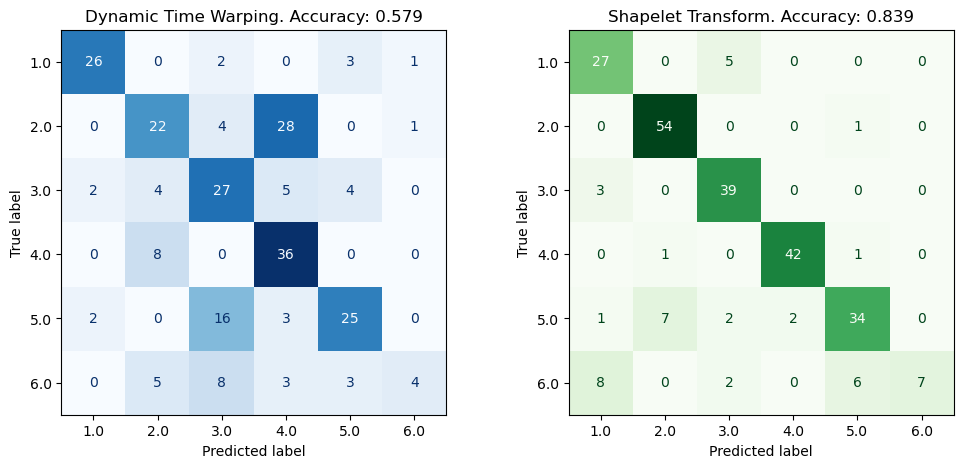 Dynamic Time Warping. Accuracy: 0.579
1.0 26 0 2 0 3 1
2.0 0 22 4 28 0 1
3.0 2 4 27 5 4 0
4.0 0 8 0 36 0 0
5.0 2 0 16 3 25 0
6.0 0 5 8 3 3 4
1.0 2.0 3.0 4.0 5.0 6.0
True label
Predicted label
Shapelet Transform. Accuracy: 0.839
1.0 27 0 5 0 0 0
2.0 0 54 0 0 1 0
3.0 3 0 39 0 0 0
4.0 0 1 0 42 1 0
5.0 1 7 2 2 34 0
6.0 8 0 2 0 6 7
1.0 2.0 3.0 4.0 5.0 6.0
True label
Predicted label